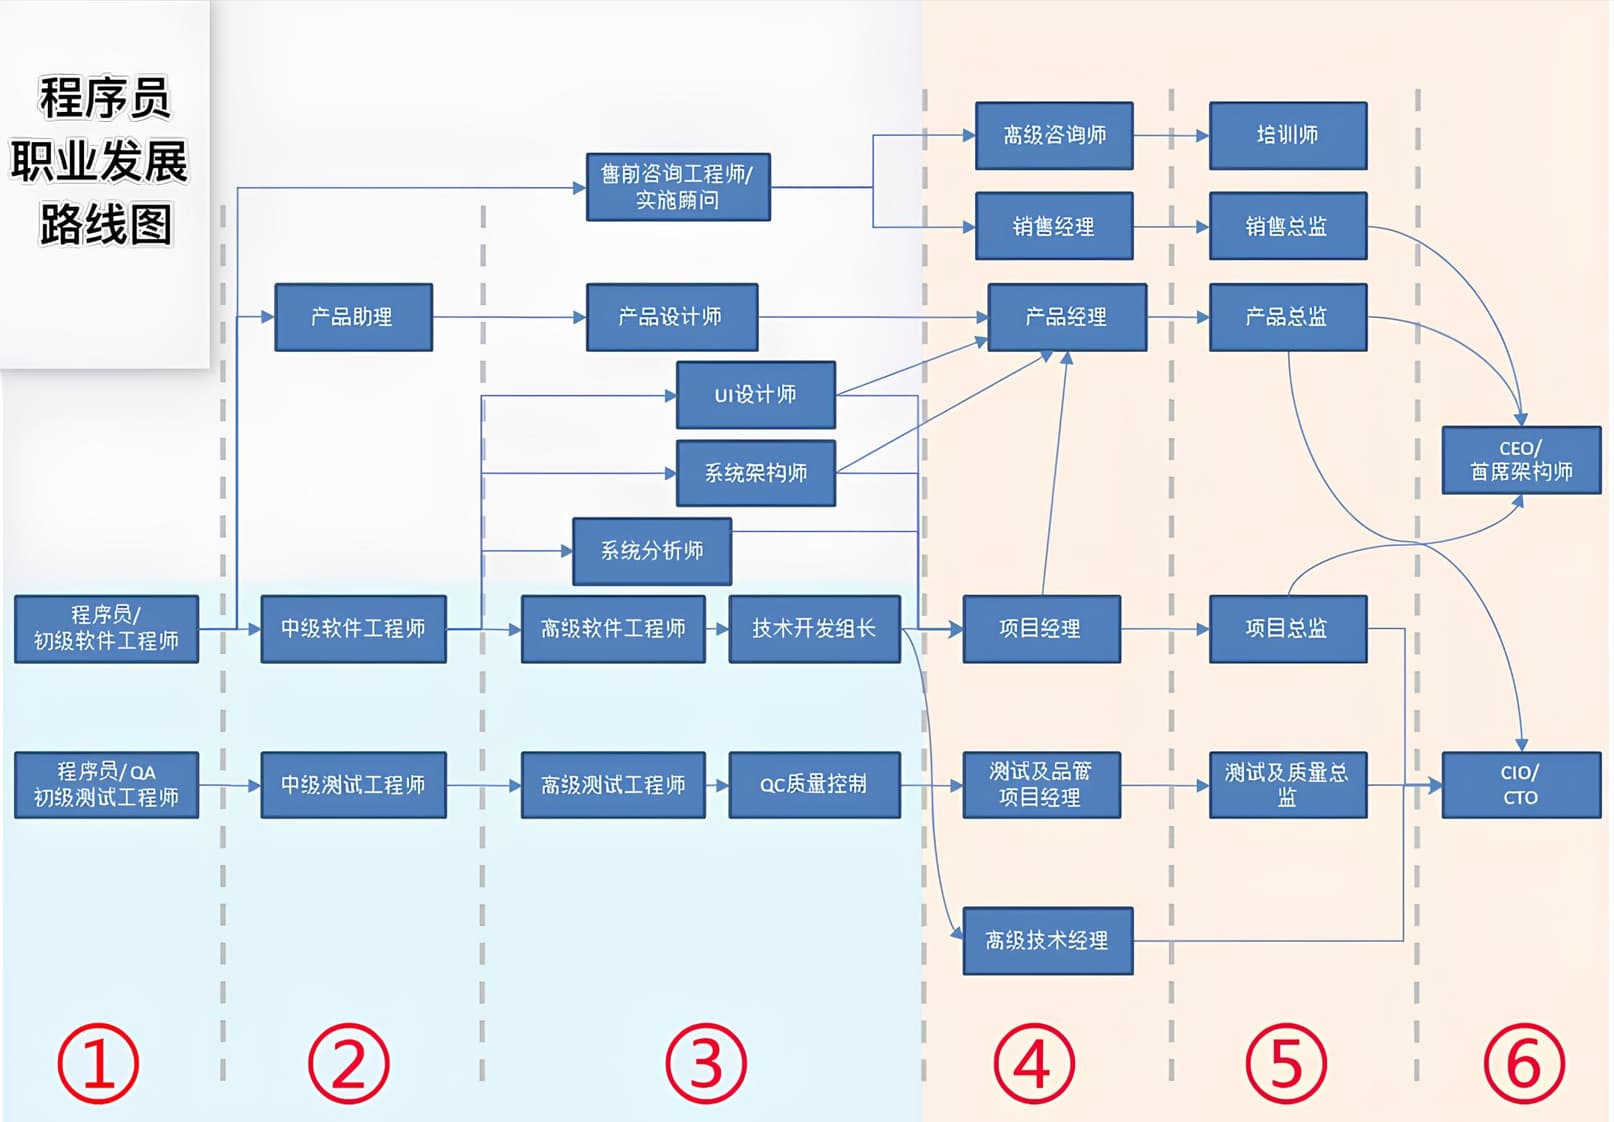 程序员
职业发展
路线图
高级咨询师
培训师
售前咨询工程师/
实施顾问
销售经理
销售总监
产品助理
产品设计师
产品经理
产品总监
UI设计师
系统架构师
CEO/
首席架构师
系统分析师
程序员/
初级软件工程师
中级软件工程师
高级软件工程师
技术开发组长
项目经理
项目总监
程序员/QA
初级测试工程师
中级测试工程师
高级测试工程师
QC质量控制
测试及品管
项目经理
测试及质量总
监
CIO/
CTO
高级技术经理
①
②
③
④
⑤
⑥